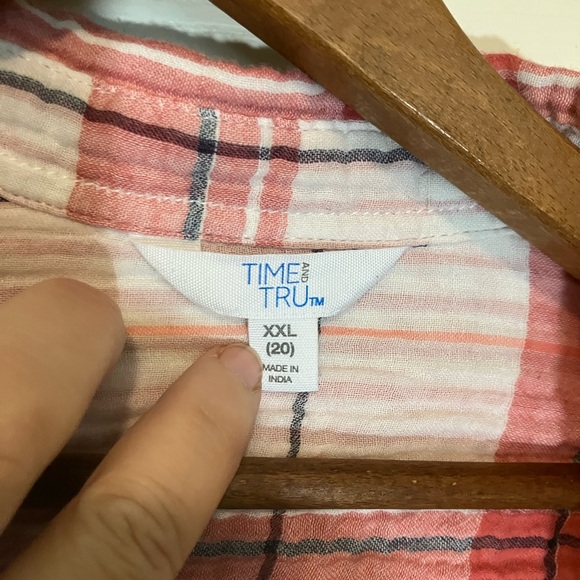 TIME AND
TRU™
XXL
(20)
MADE IN
INDIA